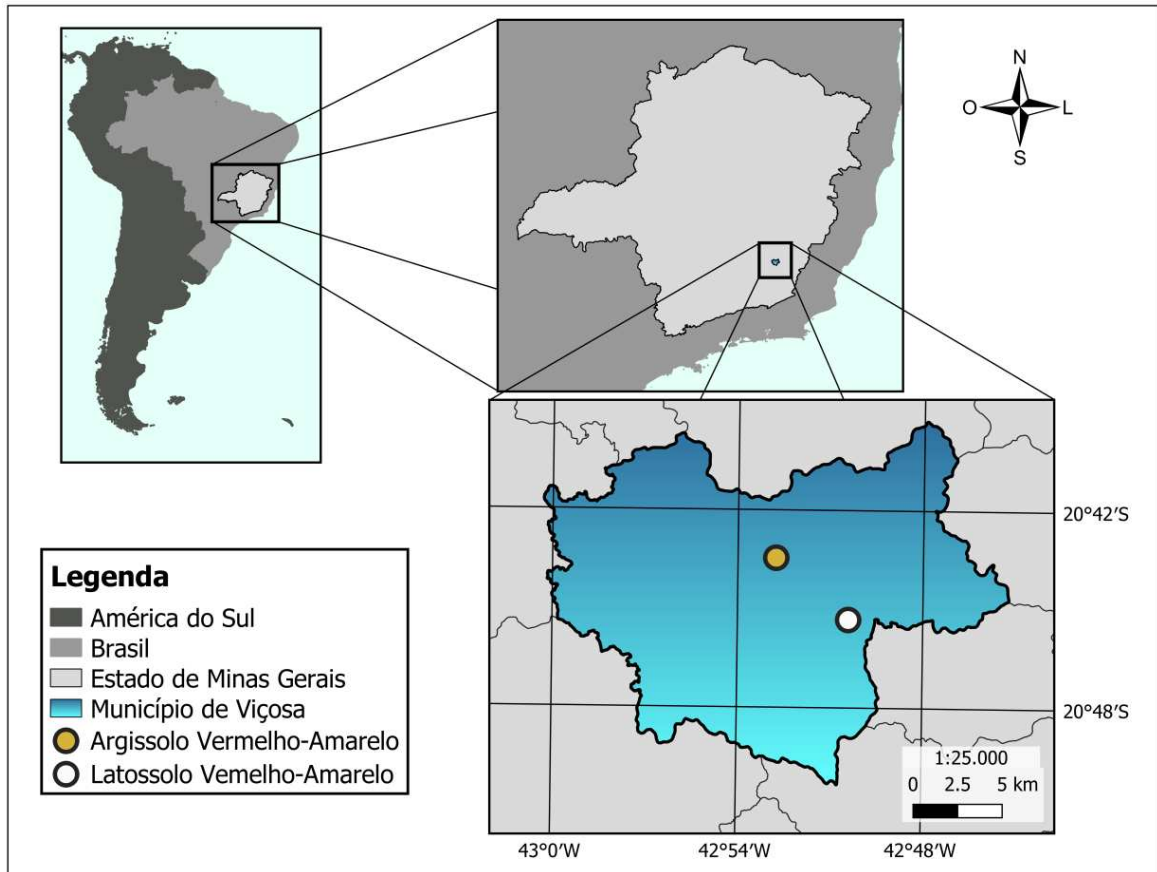 N
O
L
S
20°42'S
20°48'S
Legenda
América do Sul
Brasil
Estado de Minas Gerais
Município de Viçosa
Argissolo Vermelho-Amarelo
Latossolo Vemelho-Amarelo
1:25.000
0 2.5 5 km
43°0'W
42°54'W
42°48'W